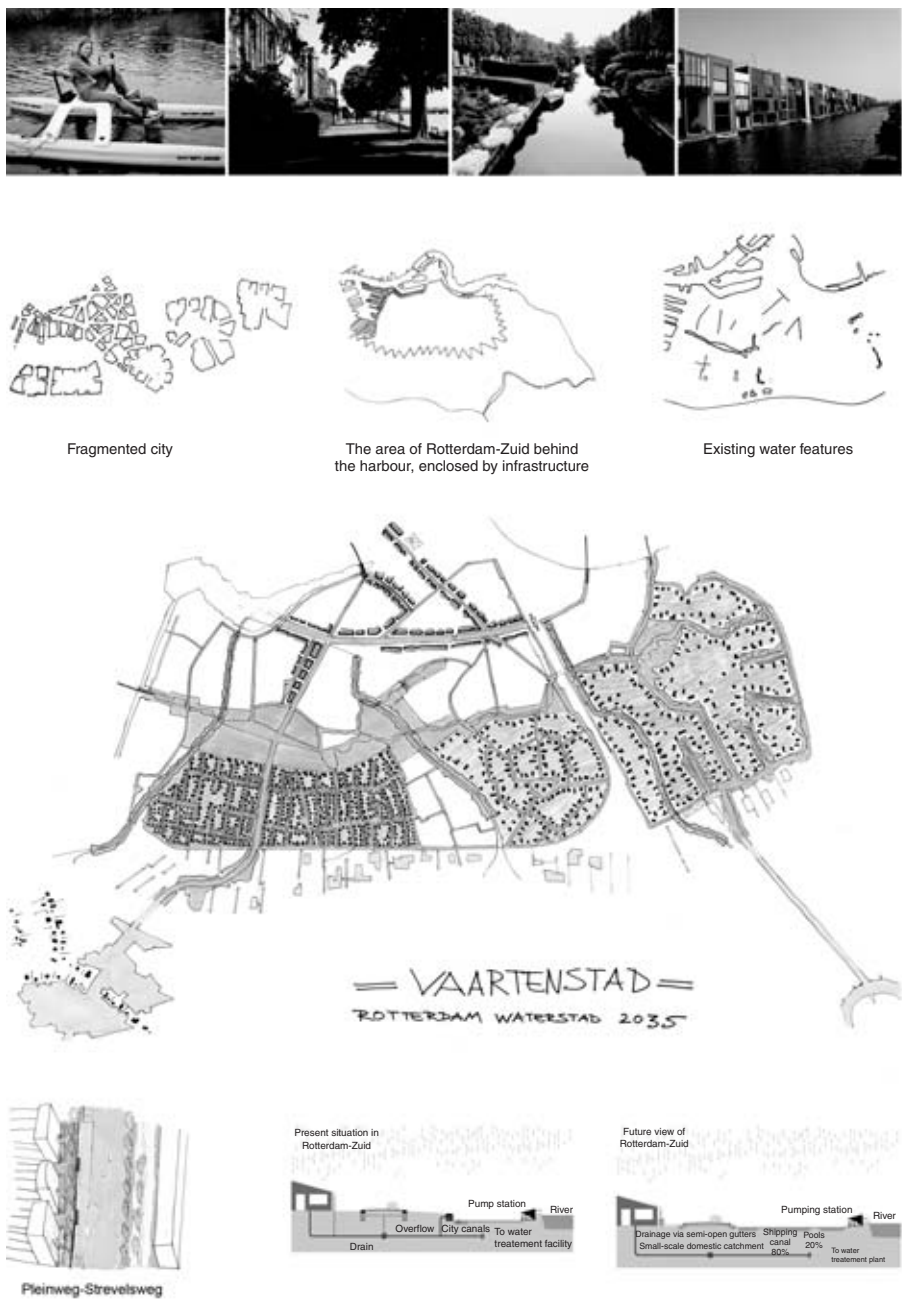 Fragmented city
The area of Rotterdam-Zuid behind
the harbour, enclosed by infrastructure
Existing water features
VAARTENSTAD
ROTTERDAM WATERSTAD 2035
Pleinweg-Strevelsweg
Present situation in
Rotterdam-Zuid
Pump station
River
Overflow
City canals
To water
treatement facility
Drain
Future view of
Rotterdam-Zuid
Pumping station
River
Drainage via semi-open gutters
Small-scale domestic catchment
Shipping
canal
80%
Pools
20%
To water
treatement plant